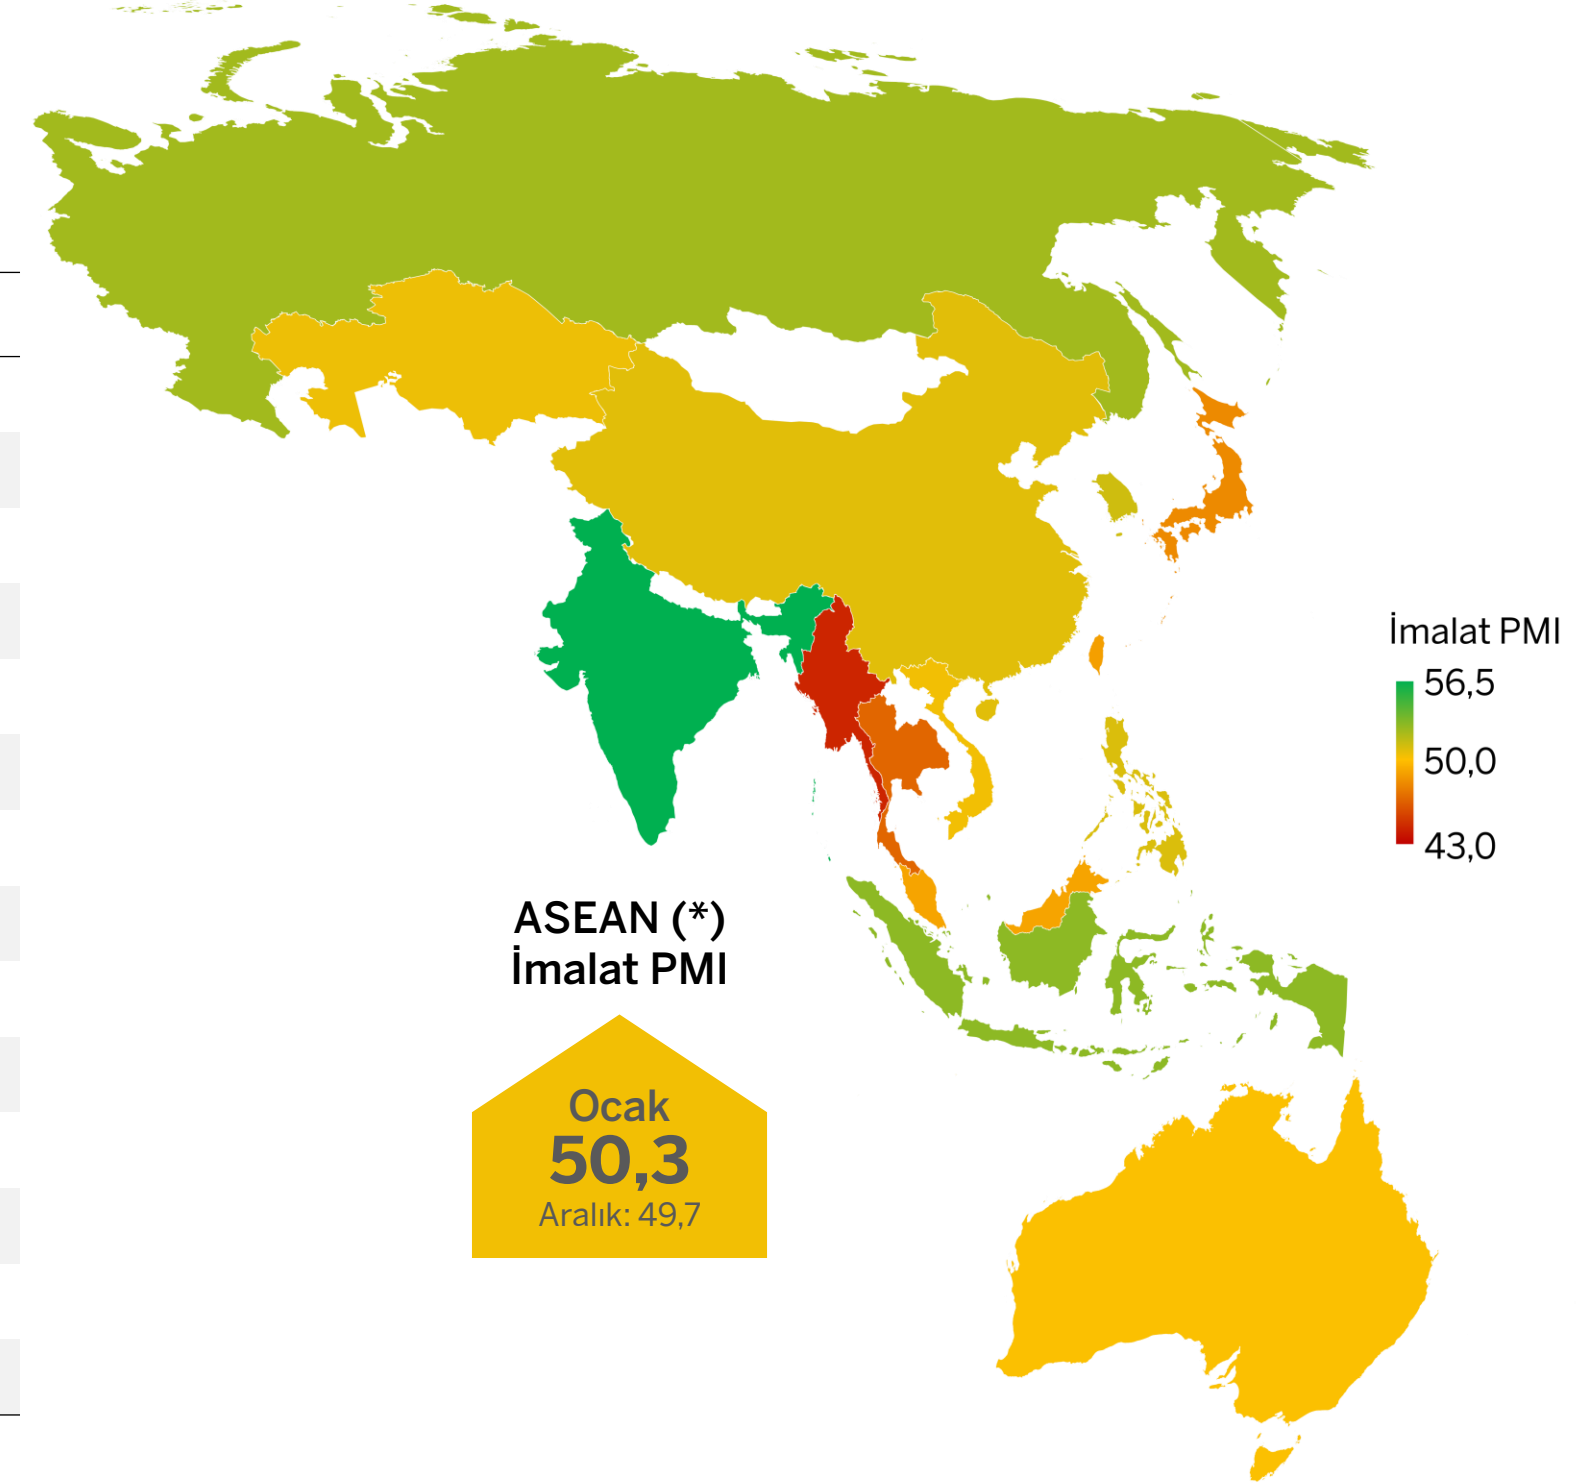 İmalat PMI
56,5
50,0
43,0
ASEAN (*)
İmalat PMI
Ocak
50,3
Aralık: 49,7